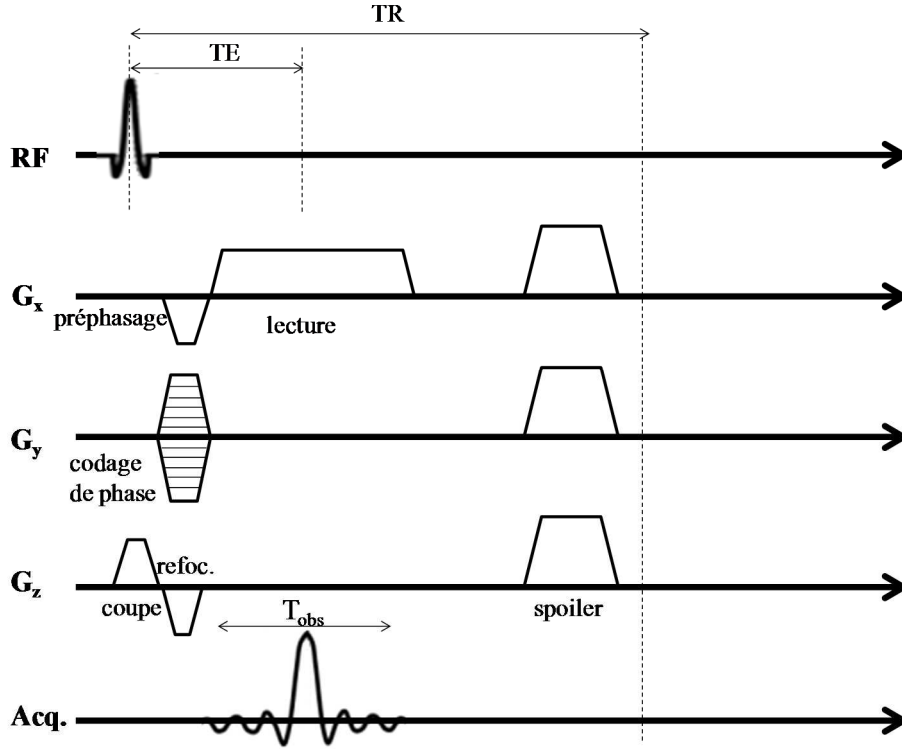 TR
TE
RF
Gx
préphasage
lecture
Gy
codage
de phase
refoc.
Gz
coupe
spoiler
Tobs
Acq.